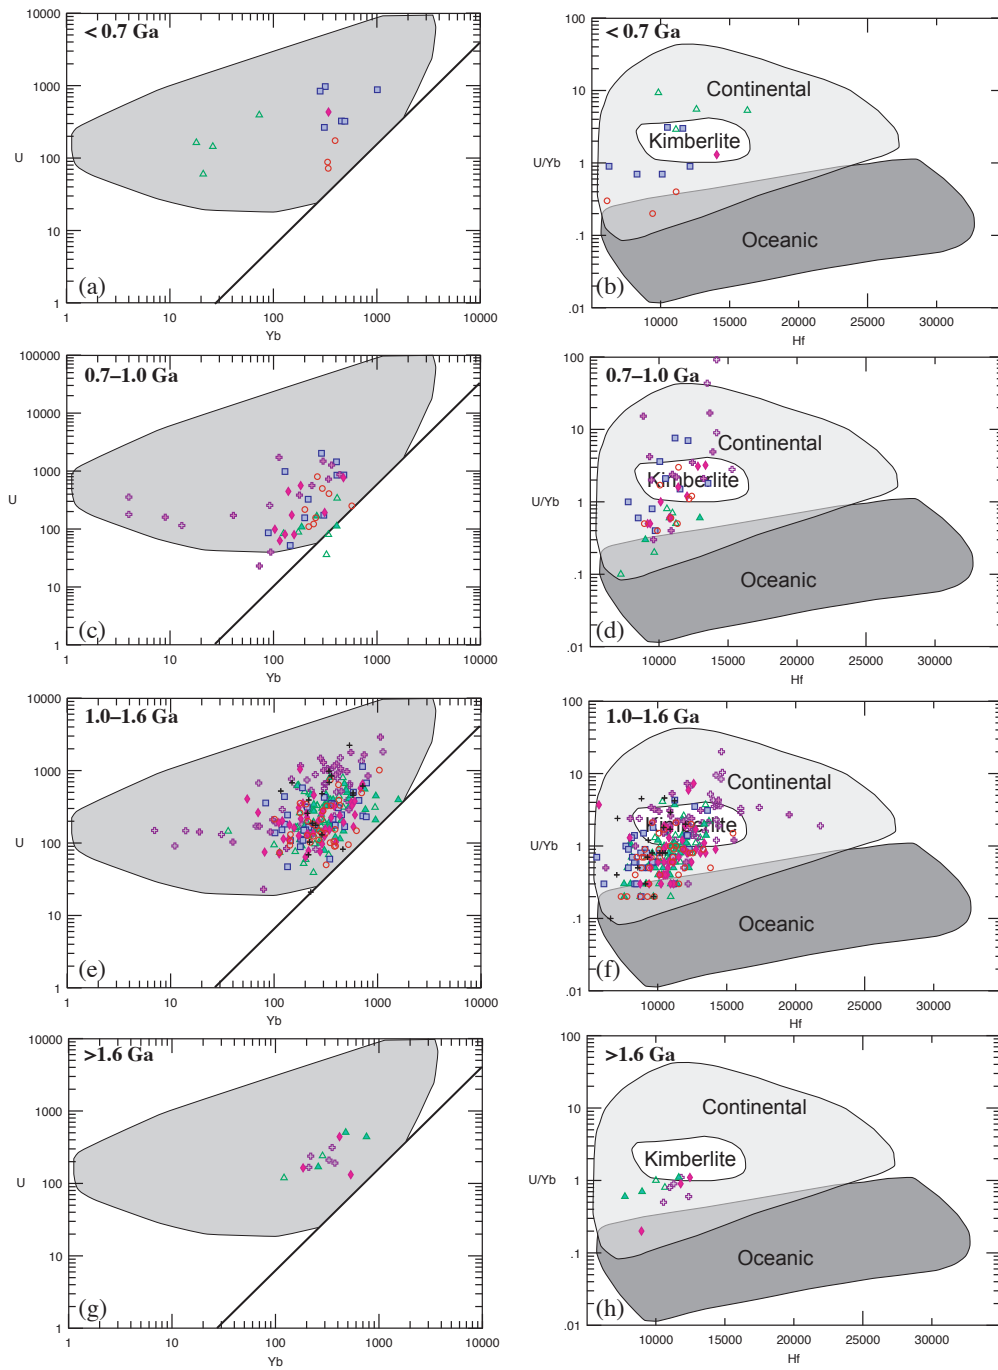 < 0.7 Ga
10000
1000
100
10
1
U
(a)
1 10 100 1000 10000
Yb
< 0.7 Ga
100
10
1
.1
.01
U/Yb
Continental
Kimberlite
Oceanic
(b)
10000 15000 20000 25000 30000
Hf
0.7–1.0 Ga
100000
10000
1000
100
10
1
U
(c)
1 10 100 1000 10000
Yb
0.7–1.0 Ga
100
10
1
.1
.01
U/Yb
Continental
Kimberlite
Oceanic
(d)
10000 15000 20000 25000 30000
Hf
1.0–1.6 Ga
10000
1000
100
10
1
U
(e)
1 10 100 1000 10000
Yb
1.0–1.6 Ga
100
10
1
.1
.01
U/Yb
Continental
Kimberlite
Oceanic
(f)
10000 15000 20000 25000 30000
Hf
>1.6 Ga
10000
1000
100
10
1
U
(g)
1 10 100 1000 10000
Yb
>1.6 Ga
100
10
1
.1
.01
U/Yb
Continental
Kimberlite
Oceanic
(h)
10000 15000 20000 25000 30000
Hf